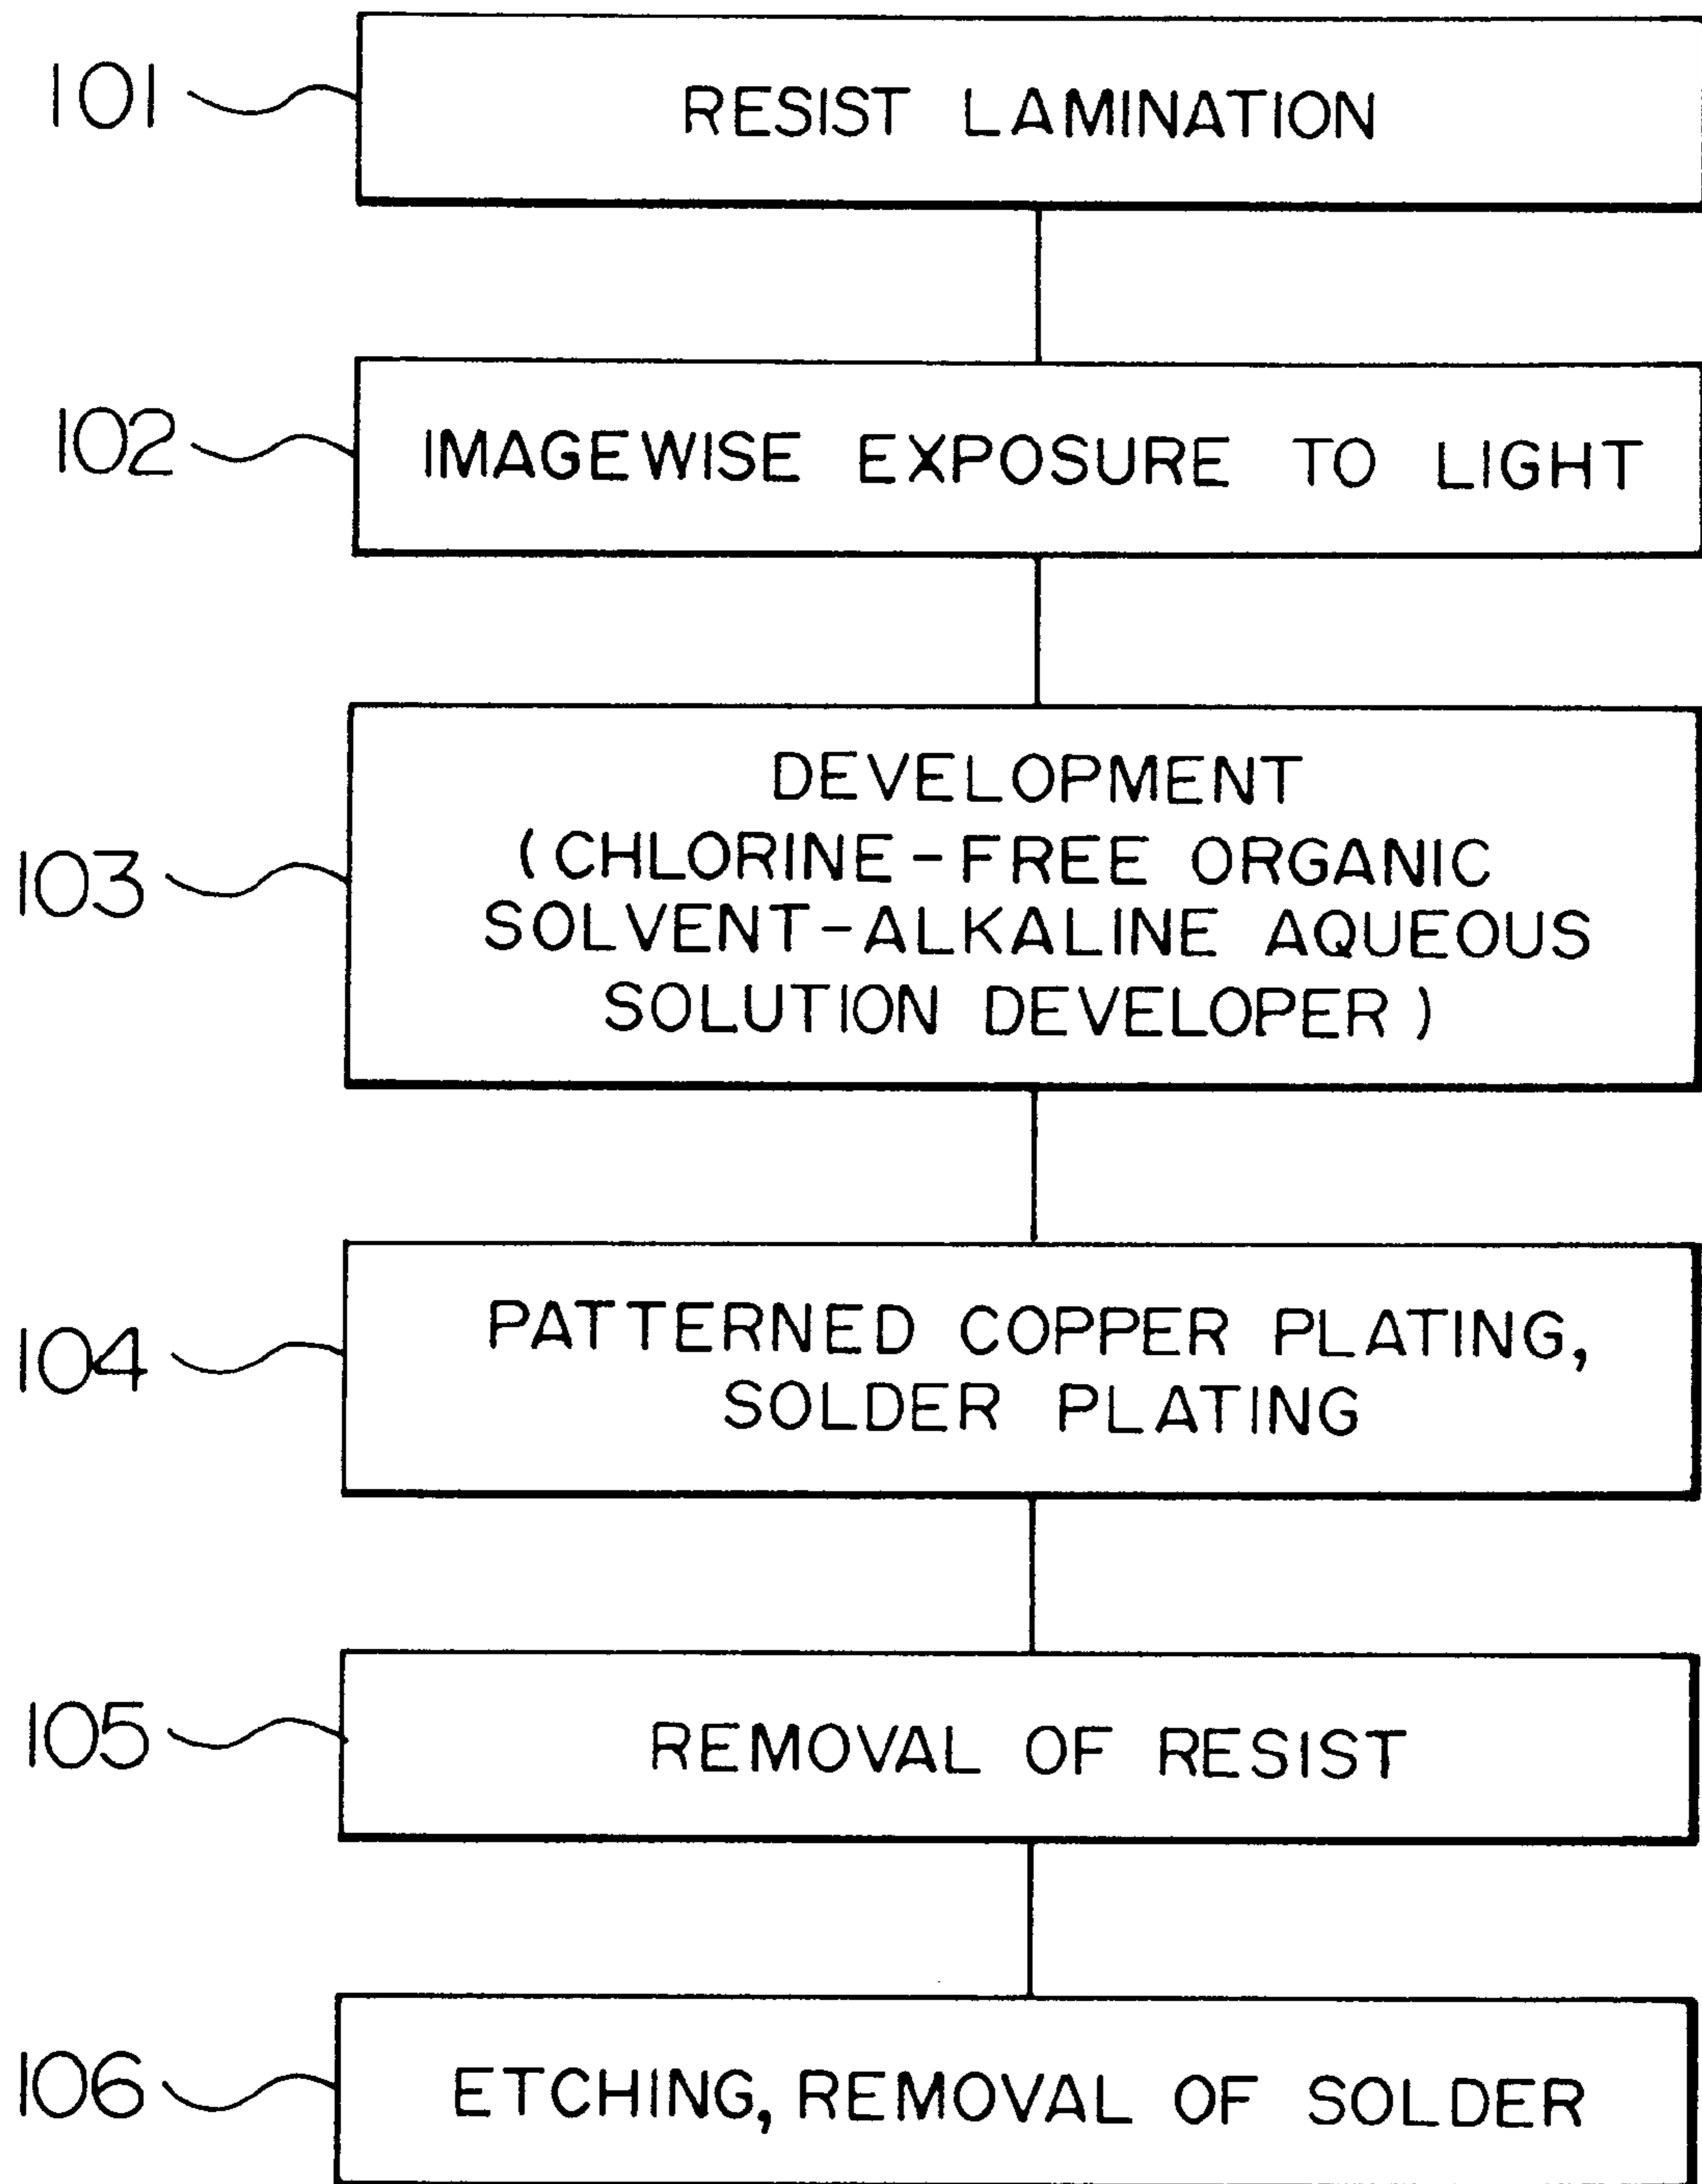 101
RESIST LAMINATION
102
IMAGEWISE EXPOSURE TO LIGHT
103
DEVELOPMENT
(CHLORINE-FREE ORGANIC
SOLVENT-ALKALINE AQUEOUS
SOLUTION DEVELOPER)
104
PATTERNED COPPER PLATING,
SOLDER PLATING
105
REMOVAL OF RESIST
106
ETCHING, REMOVAL OF SOLDER